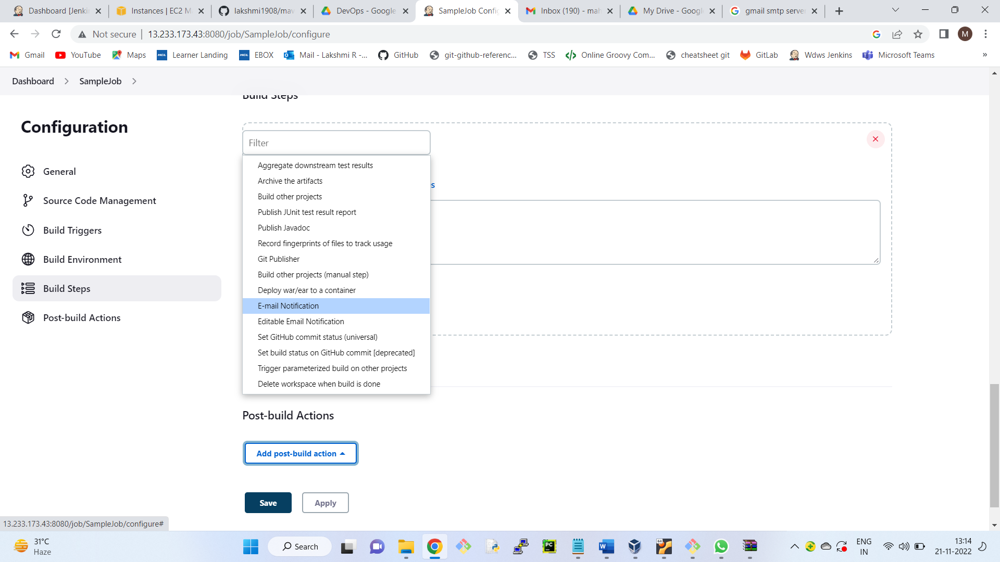 Dashboard [Jenki
Instances | EC2 M
lakshmi1908/mav
DevOps - Google
SampleJob Config
Inbox (190) - mah
My Drive - Googl
gmail smtp server
Not secure
13.233.173.43:8080/job/SampleJob/configure
M
Gmail
YouTube
Maps
HCL
Learner Landing
HCL
EBOX
Mail - Lakshmi R -...
GitHub
git-github-referenc...
TSS
Online Groovy Com...
cheatsheet git
GitLab
Wdws Jenkins
Microsoft Teams
»
Dashboard
SampleJob
Build Steps
Configuration
General
Source Code Management
Build Triggers
Build Environment
Build Steps
Post-build Actions
Filter
Aggregate downstream test results
Archive the artifacts
s
Build other projects
Publish JUnit test result report
Publish Javadoc
Record fingerprints of files to track usage
Git Publisher
Build other projects (manual step)
Deploy war/ear to a container
E-mail Notification
Editable Email Notification
Set GitHub commit status (universal)
Set build status on GitHub commit [deprecated]
Trigger parameterized build on other projects
Delete workspace when build is done
Post-build Actions
Add post-build action
Save
Apply
13.233.173.43:8080/job/SampleJob/configure#
31°C
Haze
Search
PC
W
64
ENG
IN
13:14
21-11-2022